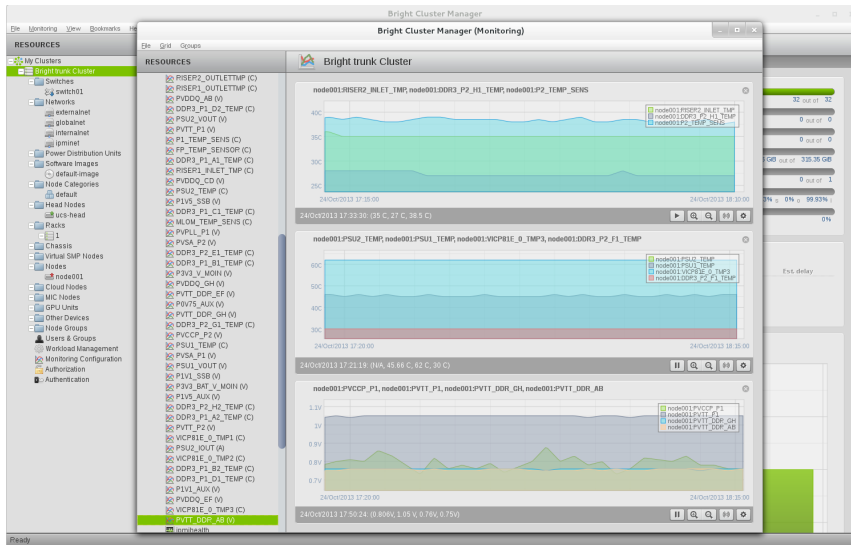 Bright Cluster Manager
File Monitoring View Bookmarks
RESOURCES
My Clusters
Bright trunk Cluster
Switches
switch01
Networks
externalnet
globalnet
internalnet
ipminet
Power Distribution Units
Software Images
default-image
Node Categories
default
Head Nodes
ucs-head
Racks
1
Chassis
Virtual SMP Nodes
Nodes
node001
Cloud Nodes
MIC Nodes
GPU Units
Other Devices
Node Groups
Users & Groups
Workload Management
Monitoring Configuration
Authorization
Authentication
Ready
Bright Cluster Manager (Monitoring)
File Grid Groups
RESOURCES
RISER2_OUTLETTMP (C)
RISER1_OUTLETTMP (C)
PVDDQ_AB (V)
DDR3_P1_D2_TEMP (C)
PSU2_VOUT (V)
PVTT_P1 (V)
P1_TEMP_SENS (C)
FP_TEMP_SENSOR (C)
DDR3_P1_A1_TEMP (C)
RISER1_INLET_TMP (C)
PVDDQ_CD (V)
PSU2_TEMP (C)
P1V5_SSB (V)
DDR3_P1_C1_TEMP (C)
MLOM_TEMP_SENS (C)
PVPLL_P1 (V)
PVSA_P2 (V)
DDR3_P2_E1_TEMP (C)
DDR3_P1_B1_TEMP (C)
P3V3_V_MOIN (V)
PVDDQ_GH (V)
PVTT_DDR_EF (V)
P0V75_AUX (V)
PVTT_DDR_GH (V)
DDR3_P2_G1_TEMP (C)
PVCCP_P2 (V)
PSU1_TEMP (C)
PVSA_P1 (V)
PSU1_VOUT (V)
P1V1_SSB (V)
P3V3_BAT_V_MOIN (V)
P1V5_AUX (V)
DDR3_P2_H2_TEMP (C)
DDR3_P1_A2_TEMP (C)
PVTT_P2 (V)
VICP81E_0_TMP1 (C)
PSU2_IOUT (A)
VICP81E_0_TMP2 (C)
DDR3_P1_B2_TEMP (C)
DDR3_P1_D1_TEMP (C)
P1V1_AUX (V)
PVDDQ_EF (V)
VICP81E_0_TMP3 (C)
PVTT_DDR_AB (V)
ipmihealth
Bright trunk Cluster
node001:RISER2_INLET_TMP, node001:DDR3_P2_H1_TEMP, node001:P2_TEMP_SENS
40C
35C
30C
25C
node001:RISER2_INLET_TMP
node001:DDR3_P2_H1_TEMP
node001:P2_TEMP_SENS
24/Oct/2013 17:15:00
24/Oct/2013 18:10:00
24/Oct/2013 17:33:30: (35 C, 27 C, 38.5 C)
node001:PSU2_TEMP, node001:PSU1_TEMP, node001:VICP81E_0_TMP3, node001:DDR3_P2_F1_TEMP
60C
50C
40C
30C
node001:PSU2_TEMP
node001:PSU1_TEMP
node001:VICP81E_0_TMP3
node001:DDR3_P2_F1_TEMP
24/Oct/2013 17:20:00
24/Oct/2013 18:15:00
24/Oct/2013 17:21:19: (N/A, 45.66 C, 62 C, 30 C)
node001:PVCCP_P1, node001:PVTT_P1, node001:PVTT_DDR_GH, node001:PVTT_DDR_AB
1.1V
1V
0.9V
0.8V
0.7V
node001:PVCCP_P1
node001:PVTT_P1
node001:PVTT_DDR_GH
node001:PVTT_DDR_AB
24/Oct/2013 17:20:00
24/Oct/2013 18:15:00
24/Oct/2013 17:50:24: (0.806V, 1.05 V, 0.76V, 0.75V)
32 out of 32
0 out of
0 out of 0
GiB out of 315.39 GiB
0 out of 1
0% 99.93%
0%
Est. delay